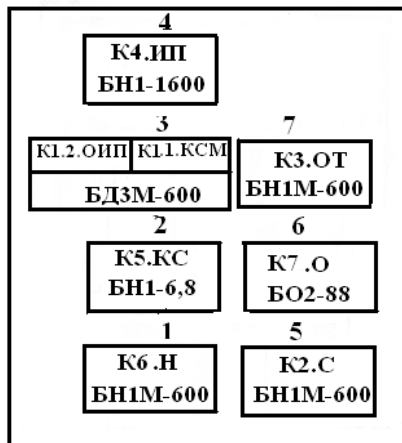 4
К4.ИП
БН1-1600
3
К1.2.ОИП К1.1.КСМ
БДЗМ-600
7
К3.ОТ
БН1М-600
2
К5.КС
БН1-6,8
6
К7.О
БО2-88
1
К6.Н
БН1М-600
5
К2.С
БН1М-600